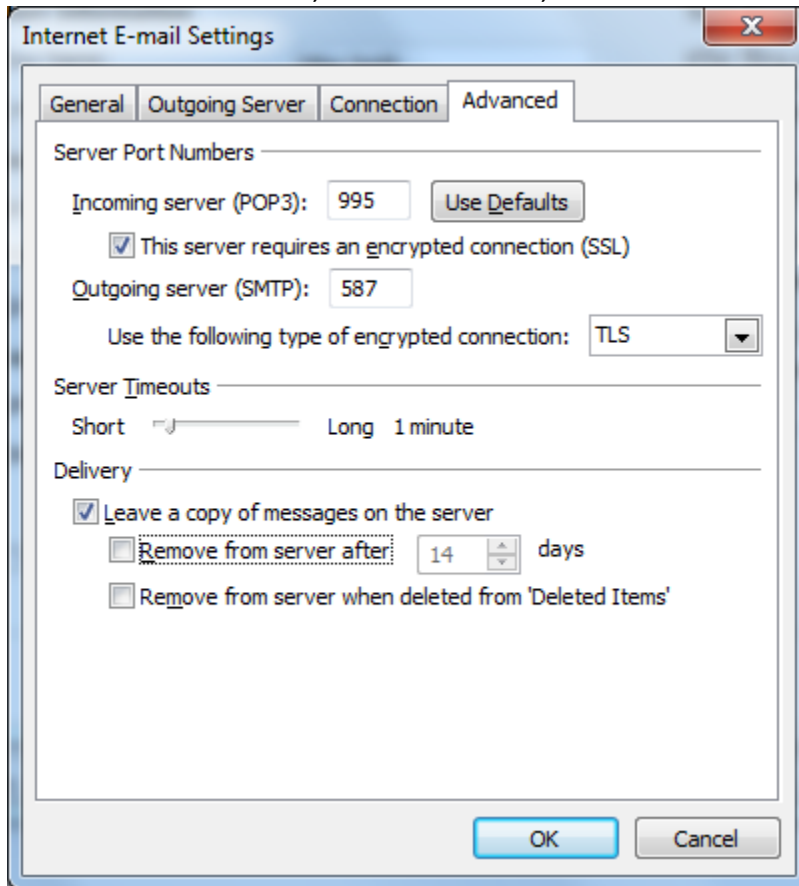 Internet E-mail Settings
General Outgoing Server Connection Advanced
Server Port Numbers
Incoming server (POP3): 995 Use Defaults
This server requires an encrypted connection (SSL)
Outgoing server (SMTP): 587
Use the following type of encrypted connection: TLS
Server Timeouts
Short Long 1 minute
Delivery
Leave a copy of messages on the server
Remove from server after 14 days
Remove from server when deleted from 'Deleted Items'
OK Cancel